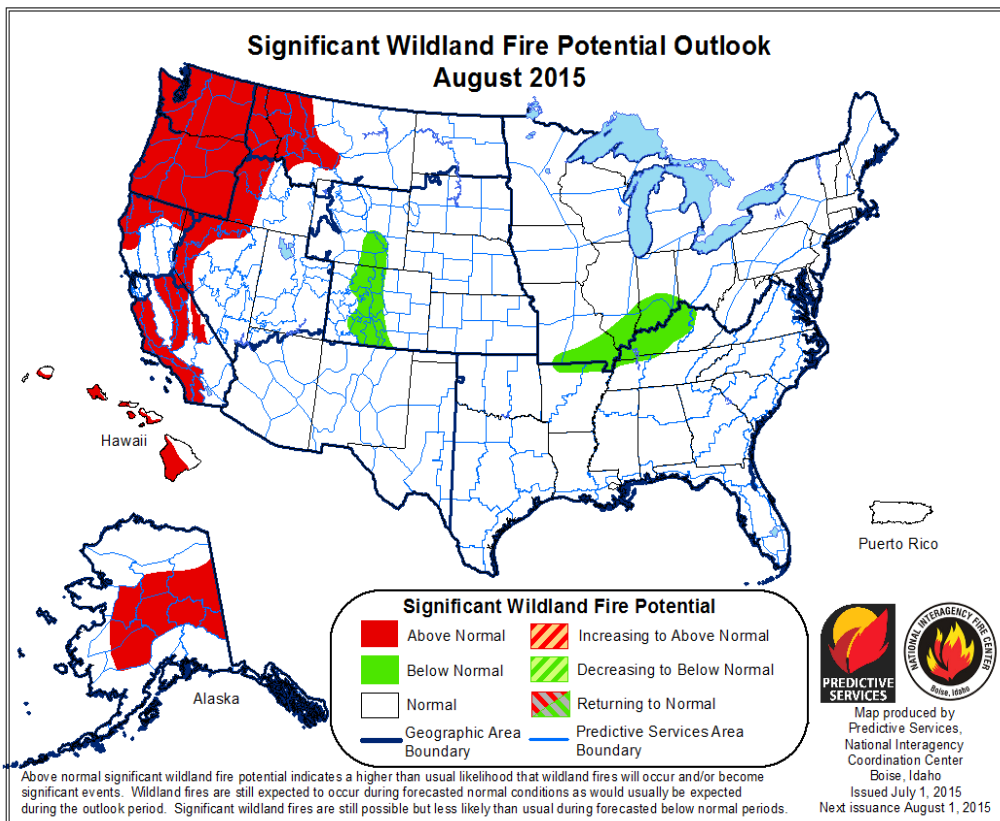 Significant Wildland Fire Potential Outlook
August 2015
Hawaii
Puerto Rico
Alaska
Significant Wildland Fire Potential
Above Normal
Increasing to Above Normal
Below Normal
Decreasing to Below Normal
Normal
Returning to Normal
Geographic Area
Boundary
Predictive Services Area
Boundary
PREDICTIVE
SERVICES
NATIONAL INTERAGENCY FIRE CENTER
Boise, Idaho
Map produced by
Predictive Services,
National Interagency
Coordination Center
Boise, Idaho
Issued July 1, 2015
Next issuance August 1, 2015
Above normal significant wildland fire potential indicates a higher than usual likelihood that wildland fires will occur and/or become
significant events. Wildland fires are still expected to occur during forecasted normal conditions as would usually be expected
during the outlook period. Significant wildland fires are still possible but less likely than usual during forecasted below normal periods.